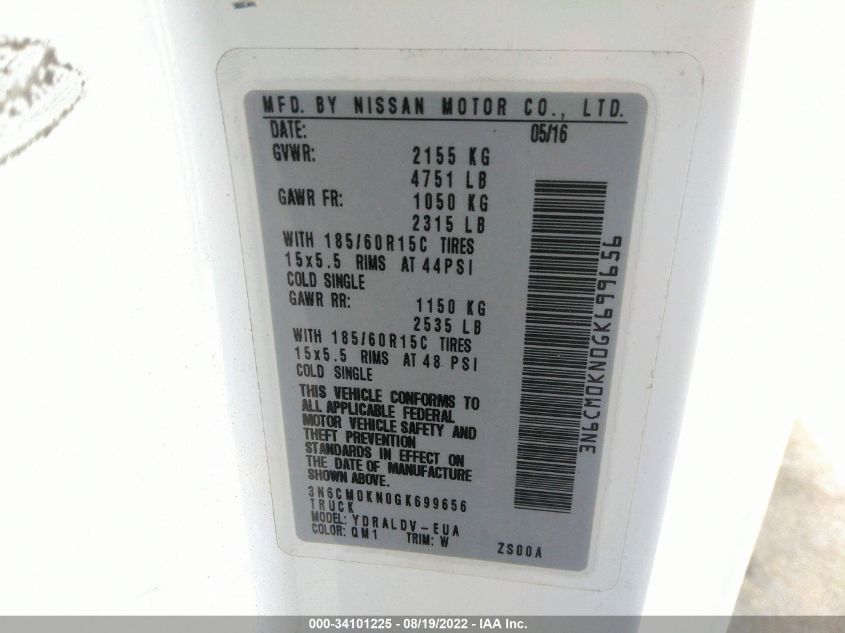 MFD. BY NISSAN MOTOR CO., LTD.
DATE: 05/16
GVWR: 2155 KG
4751 LB
GAWR FR: 1050 KG
2315 LB
WITH 185/60R15C TIRES
15x5.5 RIMS AT 44PSI
COLD SINGLE
GAWR RR: 1150 KG
2535 LB
WITH 185/60R15C TIRES
15x5.5 RIMS AT 48 PSI
COLD SINGLE
THIS VEHICLE CONFORMS TO
ALL APPLICABLE FEDERAL
MOTOR VEHICLE SAFETY AND
THEFT PREVENTION
STANDARDS IN EFFECT ON
THE DATE OF MANUFACTURE
SHOWN ABOVE.
3N6CM0KN0GK699656
TRUCK
MODEL: YDRALDV-EUA
COLOR: QM1 TRIM: W ZS00A
3N6CM0KN0GK699656
000-34101225 - 08/19/2022 - IAA Inc.